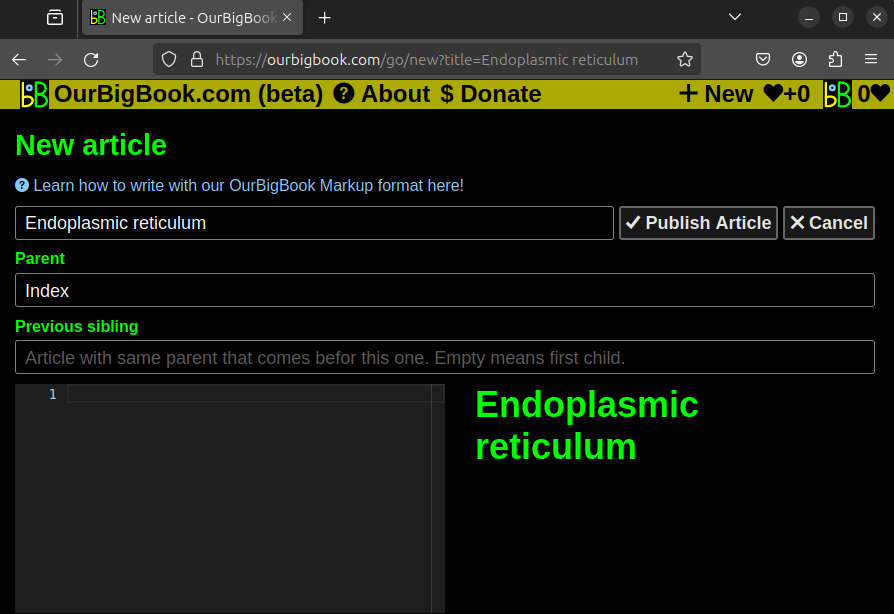 New article - OurBigBook
https://ourbigbook.com/go/new?title=Endoplasmic reticulum
bB OurBigBook.com (beta) ? About $ Donate + New +0 bB 0
New article
? Learn how to write with our OurBigBook Markup format here!
Endoplasmic reticulum Publish Article Cancel
Parent
Index
Previous sibling
Article with same parent that comes befor this one. Empty means first child.
1
Endoplasmic
reticulum